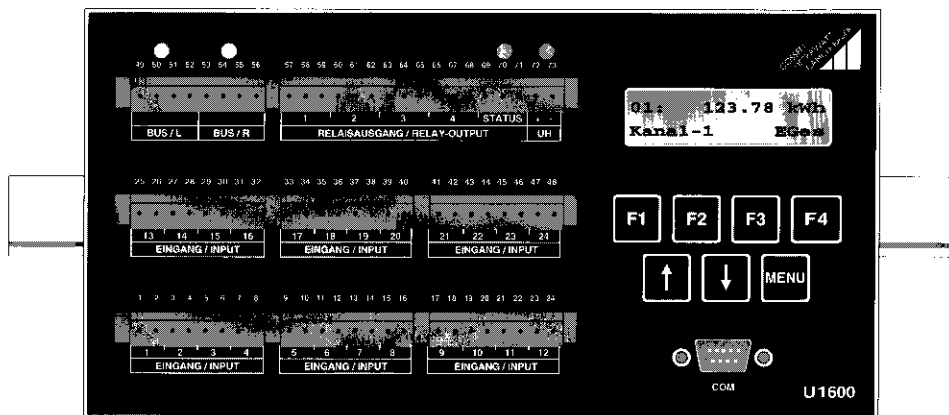 GOSSEN
METRAWATT
CAMILLE BAUER
49 50 51 52 53 54 55 56
57 58 59 60 61 62 63 64 65 66 67 68 69 70 71 72 73
1 2 3 4 STATUS + -
BUS / L BUS / R RELAISAUSGANG / RELAY-OUTPUT UH
01: 123.78 kWh
Kanal-1 EGes
25 26 27 28 29 30 31 32
33 34 35 36 37 38 39 40
41 42 43 44 45 46 47 48
13 14 15 16
17 18 19 20
21 22 23 24
EINGANG / INPUT
EINGANG / INPUT
EINGANG / INPUT
F1 F2 F3 F4
↑ ↓ MENU
1 2 3 4 5 6 7 8
9 10 11 12 13 14 15 16
17 18 19 20 21 22 23 24
1 2 3 4
5 6 7 8
9 10 11 12
EINGANG / INPUT
EINGANG / INPUT
EINGANG / INPUT
COM
U1600